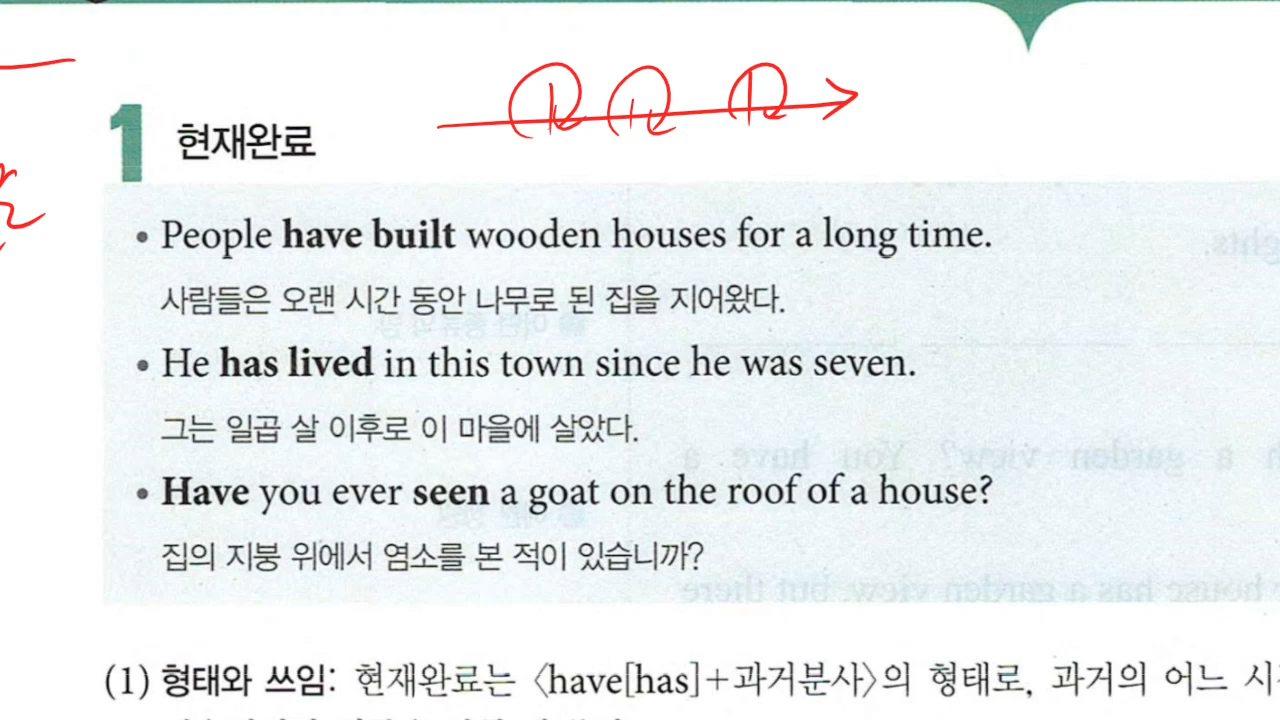 1 현재완료
• People have built wooden houses for a long time.
사람들은 오랜 시간 동안 나무로 된 집을 지어왔다.
• He has lived in this town since he was seven.
그는 일곱 살 이후로 이 마을에 살았다.
• Have you ever seen a goat on the roof of a house?
집의 지붕 위에서 염소를 본 적이 있습니까?
(1) 형태와 쓰임: 현재완료는 〈have[has]+과거분사〉의 형태로, 과거의 어느